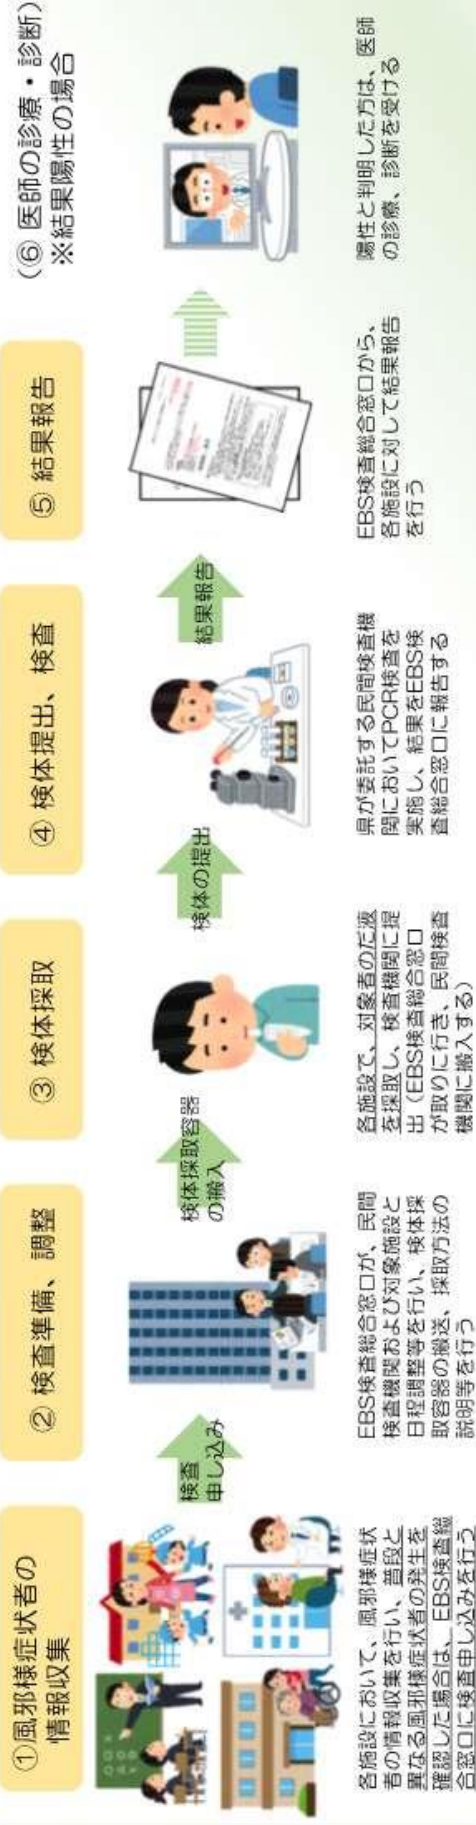 ①風邪様症状者の
情報収集
各施設において、風邪様症状
者の情報収集を行い、普段と
異なる風邪様症状者の発生を
確認した場合は、EBS検査総
合窓口に検査申し込みを行う
検査
申し込み
② 検査準備、調整
EBS検査総合窓口が、民間
検査機関および対象施設と
日程調整等を行い、検体採
取容器の搬送、採取方法の
説明等を行う
検体採取容器
の搬入
③ 検体採取
各施設で、対象者のだ液
を採取し、検査機関に提
出（EBS検査総合窓口
が取りに行き、民間検査
機関に搬入する）
検体の提出
④ 検体提出、検査
県が委託する民間検査機
関においてPCR検査を
実施し、結果をEBS検
査総合窓口に報告する
結果報告
⑤ 結果報告
EBS検査総合窓口から、
各施設に対して結果報告
を行う
(⑥ 医師の診療・診断)
※結果陽性の場合
陽性と判明した方は、医師
の診療、診断を受ける